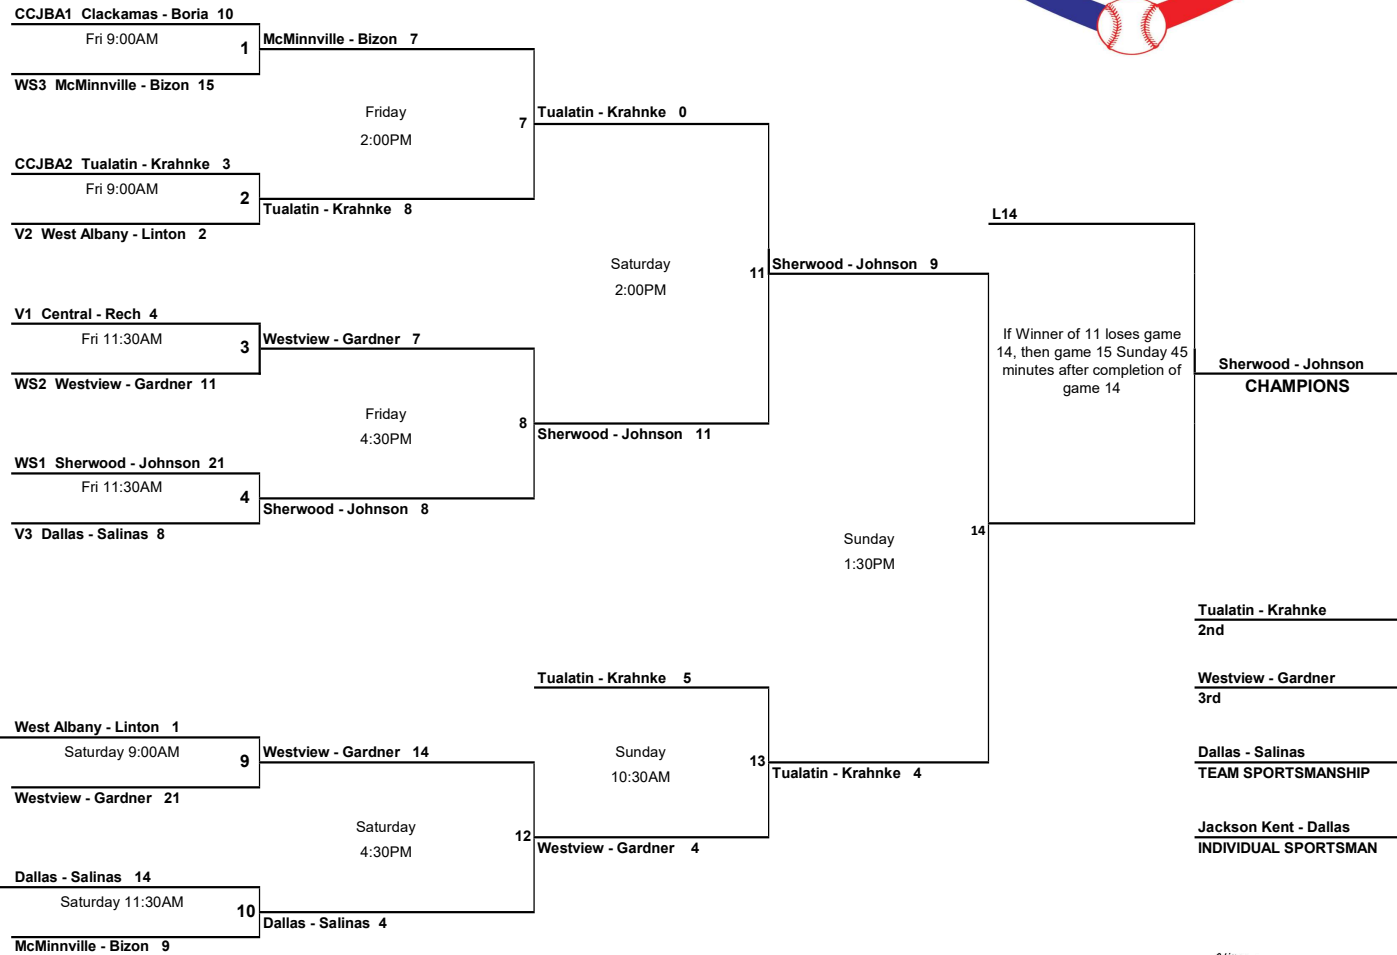 CCJBA1 Clackamas - Boria 10
Fri 9:00AM
1
WS3 McMinnville - Bizon 15
McMinnville - Bizon 7
Friday
2:00PM
7
CCJBA2 Tualatin - Krahnke 3
Fri 9:00AM
2
V2 West Albany - Linton 2
Tualatin - Krahnke 8
Tualatin - Krahnke 0
V1 Central - Rech 4
Fri 11:30AM
3
WS2 Westview - Gardner 11
Westview - Gardner 7
Friday
4:30PM
8
WS1 Sherwood - Johnson 21
Fri 11:30AM
4
V3 Dallas - Salinas 8
Sherwood - Johnson 8
Sherwood - Johnson 11
Saturday
2:00PM
11
Sherwood - Johnson 9
L14
If Winner of 11 loses game
14, then game 15 Sunday 45
minutes after completion of
game 14
Sherwood - Johnson
CHAMPIONS
Sunday
1:30PM
14
West Albany - Linton 1
Saturday 9:00AM
9
Westview - Gardner 21
Westview - Gardner 14
Saturday
4:30PM
12
Dallas - Salinas 14
Saturday 11:30AM
10
McMinnville - Bizon 9
Dallas - Salinas 4
Tualatin - Krahnke 5
Sunday
10:30AM
13
Westview - Gardner 4
Tualatin - Krahnke 4
Tualatin - Krahnke
2nd
Westview - Gardner
3rd
Dallas - Salinas
TEAM SPORTSMANSHIP
Jackson Kent - Dallas
INDIVIDUAL SPORTSMAN